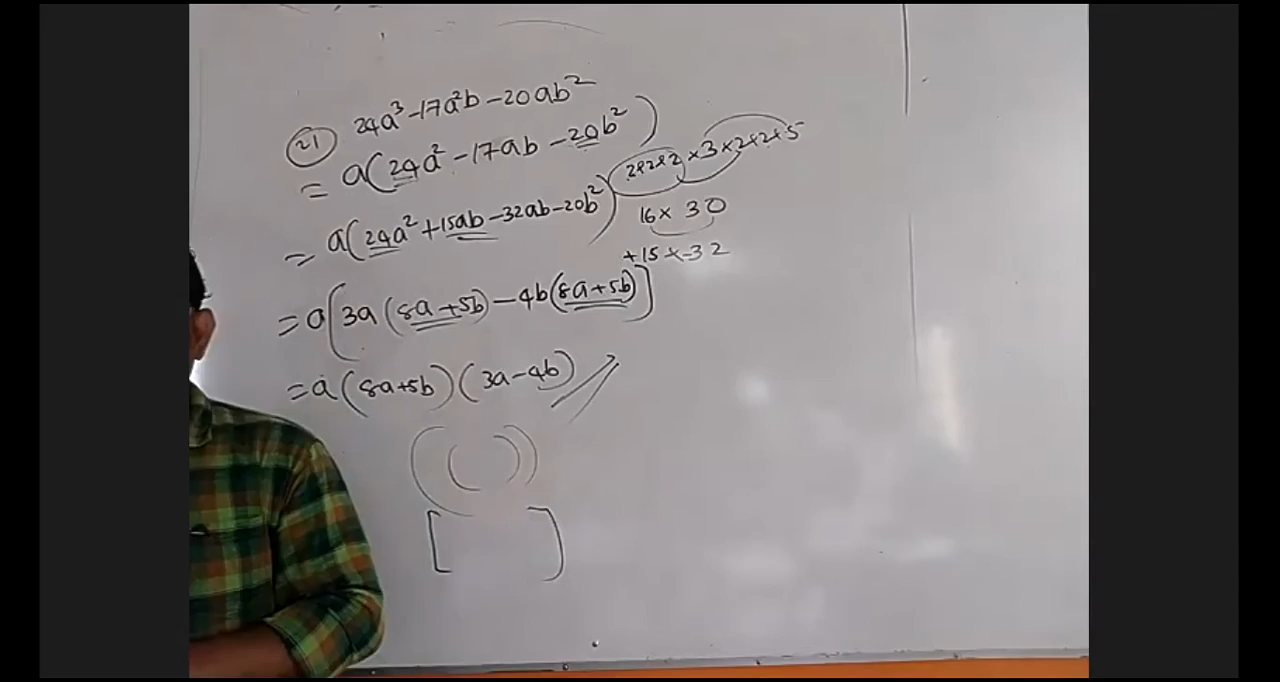 (21) 24a³-17a²b-20ab²
= a(24a²-17ab-20b²)
2×2×2×3×2×2×5
= a(24a²+15ab-32ab-20b²)
16×30
+15×-32
= a[3a(8a+5b)-4b(8a+5b)]
= a(8a+5b)(3a-4b)
(( ))
[ ]